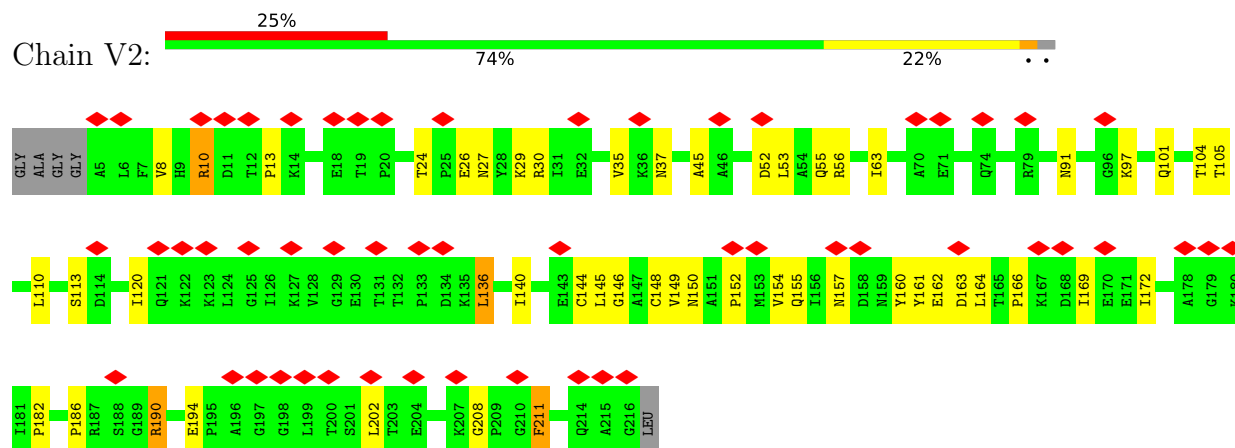 25%
Chain V2:
74% 22% • •
GLY ALA GLY GLY A5 L6 F7 V8 H9 R10 D11 T12 P13 K14 E18 T19 P20 T24 P25 E26 N27 Y28 K29 R30 I31 E32 V35 K36 N37 A45 A46 D52 L53 A54 Q55 R56 I63 A70 E71 Q74 R79 N91 G96 K97 Q101 T104 T105
L110 S113 D114 I120 Q121 K122 K123 L124 G125 I126 K127 V128 G129 E130 T131 T132 P133 D134 K135 L136 I140 E143 C144 L145 G146 A147 C148 V149 N150 A151 P152 M153 V154 Q155 I156 N157 D158 N159 Y160 Y161 E162 D163 L164 T165 P166 K167 D168 I169 E170 E171 I172 A178 G179 K180
I181 P182 P186 R187 S188 G189 R190 E194 P195 A196 G197 G198 L199 T200 S201 L202 T203 E204 K207 G208 P209 G210 F211 Q214 A215 G216 LEU